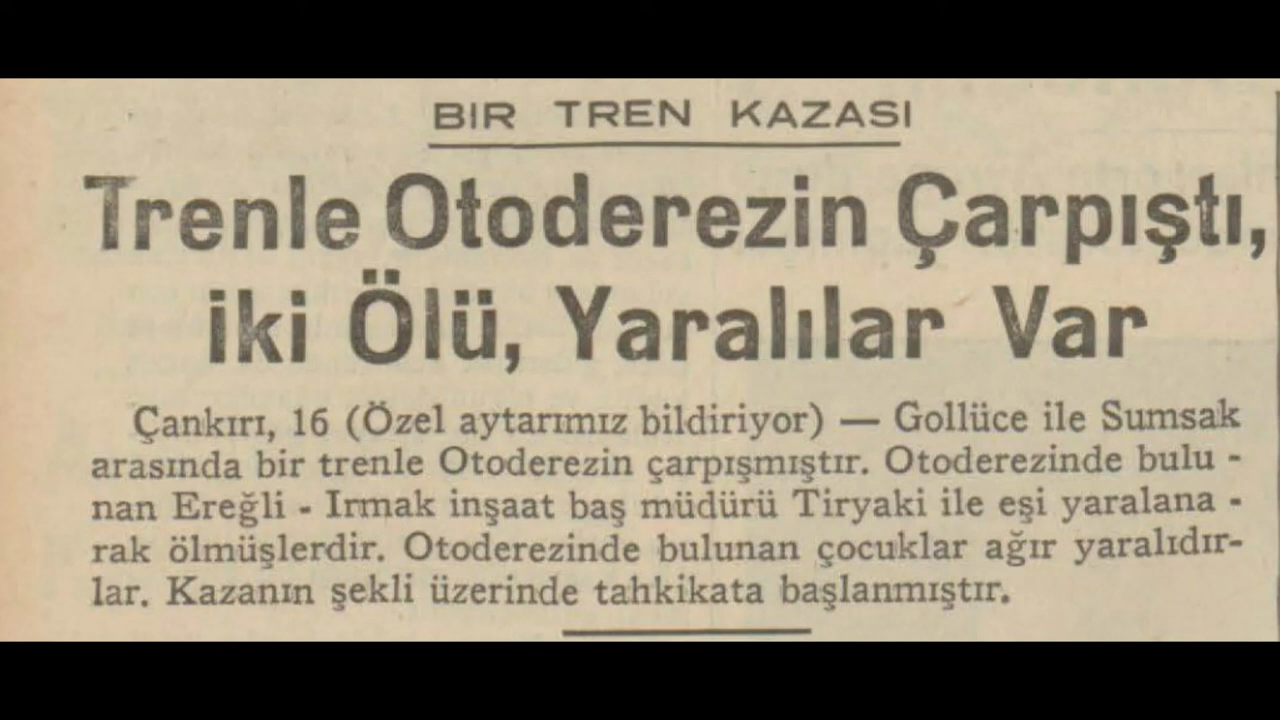 BIR TREN KAZASI
Trenle Otoderezin Çarpıştı,
iki Ölü, Yaralılar Var
Çankırı, 16 (Özel aytarımız bildiriyor) — Gollüce ile Sumsak
arasında bir trenle Otoderezin çarpışmıştır. Otoderezinde bulu -
nan Ereğli - Irmak inşaat baş müdürü Tiryaki ile eşi yaralana -
rak ölmüşlerdir. Otoderezinde bulunan çocuklar ağır yaralıdır-
lar. Kazanın şekli üzerinde tahkikata başlanmıştır.